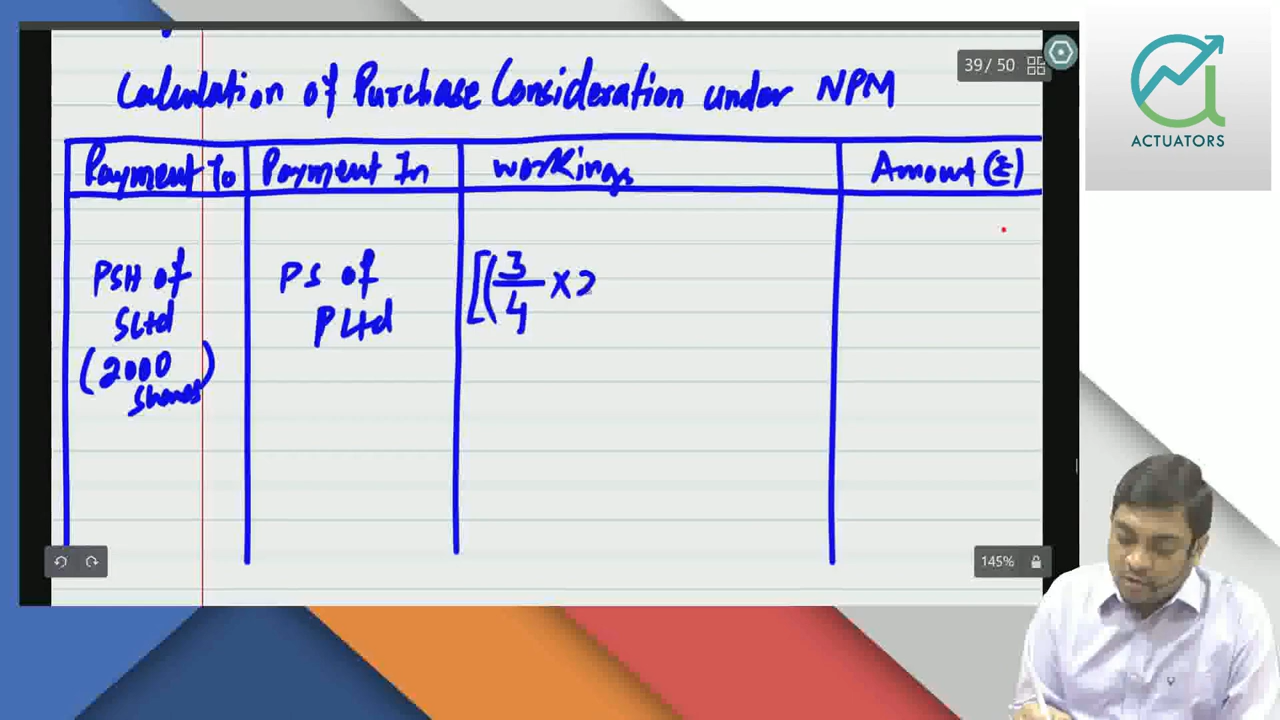 Calculation of Purchase Consideration under NPM
39 / 50
ACTUATORS
Payment To
Payment In
workings
Amount (₹)
PSH of
SLtd
(2000
shares)
PS of
P Ltd
[(3/4 × 2
145%